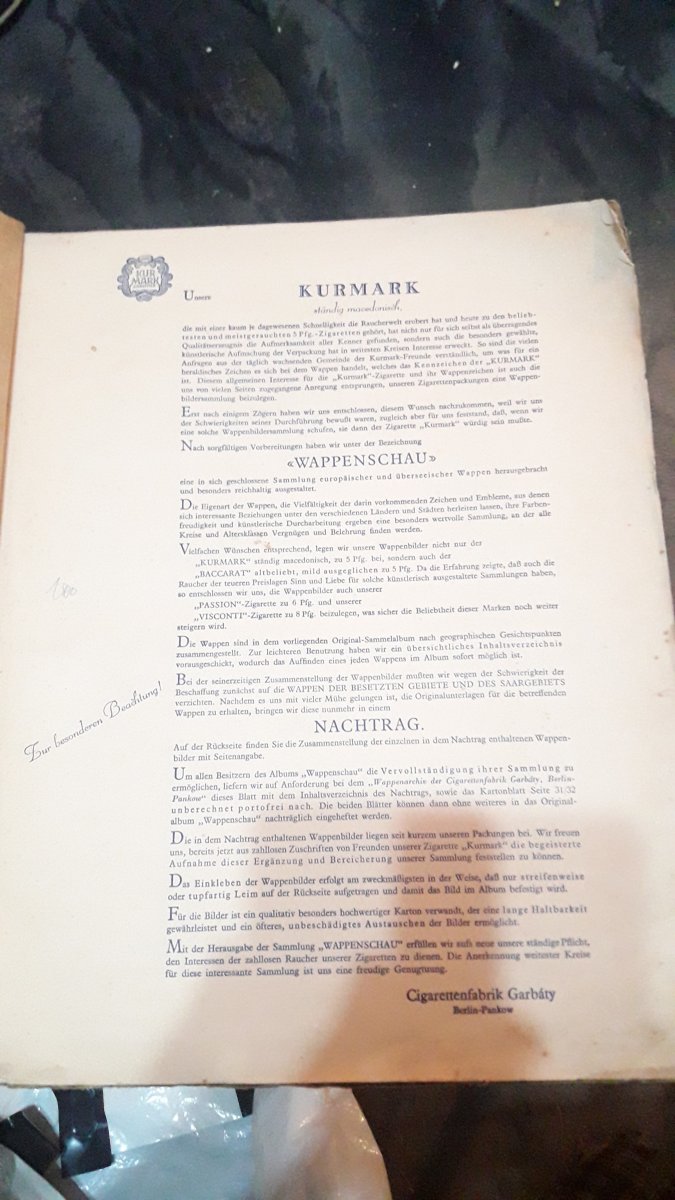 KUR
MARK
Unsere KURMARK
ständig macedonisch,
die mit einer kaum je dagewesenen Schnelligkeit die Raucherwelt erobert hat und heute zu den belieb-
testen und meistgerauchten 5 Pfg.-Zigaretten gehört, hat nicht nur für sich selbst als überragendes
Qualitätserzeugnis die Aufmerksamkeit aller Kenner gefunden, sondern auch die besonders gewählte,
künstlerische Aufmachung der Verpackung hat in weitesten Kreisen Interesse erweckt. So sind die vielen
Anfragen aus der täglich wachsenden Gemeinde der Kurmark-Freunde verständlich, um was für ein
heraldisches Zeichen es sich bei dem Wappen handelt, welches das Kennzeichen der „KURMARK“
ist. Diesem allgemeinen Interesse für die „Kurmark“-Zigarette und ihr Wappenzeichen ist auch die
uns von vielen Seiten zugegangene Anregung entsprungen, unseren Zigarettenpackungen eine Wappen-
bildersammlung beizulegen.
Erst nach einigem Zögern haben wir uns entschlossen, diesem Wunsch nachzukommen, weil wir uns
der Schwierigkeiten seiner Durchführung bewußt waren, zugleich aber für uns feststand, daß, wenn wir
eine solche Wappenbildersammlung schufen, sie dann der Zigarette „Kurmark“ würdig sein mußte.
Nach sorgfältigen Vorbereitungen haben wir unter der Bezeichnung
«WAPPENSCHAU»
eine in sich geschlossene Sammlung europäischer und überseeischer Wappen herausgebracht
und besonders reichhaltig ausgestattet.
Die Eigenart der Wappen, die Vielfältigkeit der darin vorkommenden Zeichen und Embleme, aus denen
sich interessante Beziehungen unter den verschiedenen Ländern und Städten herleiten lassen, ihre Farben-
freudigkeit und künstlerische Durcharbeitung ergeben eine besonders wertvolle Sammlung, an der alle
Kreise und Altersklassen Vergnügen und Belehrung finden werden.
Vielfachen Wünschen entsprechend, legen wir unsere Wappenbilder nicht nur der
„KURMARK“ ständig macedonisch, zu 5 Pfg. bei, sondern auch der
„BACCARAT“ altbeliebt, mild ausgeglichen zu 5 Pfg. Da die Erfahrung zeigte, daß auch die
Raucher der teueren Preislagen Sinn und Liebe für solche künstlerisch ausgestaltete Sammlungen haben,
so entschlossen wir uns, die Wappenbilder auch unserer
„PASSION“-Zigarette zu 6 Pfg. und unserer
„VISCONTI“-Zigarette zu 8 Pfg. beizulegen, was sicher die Beliebtheit dieser Marken noch weiter
steigern wird.
Die Wappen sind in dem vorliegenden Original-Sammelalbum nach geographischen Gesichtspunkten
zusammengestellt. Zur leichteren Benutzung haben wir ein übersichtliches Inhaltsverzeichnis
vorausgeschickt, wodurch das Auffinden eines jeden Wappens im Album sofort möglich ist.
Zur besonderen Beachtung!
Bei der seinerzeitigen Zusammenstellung der Wappenbilder mußten wir wegen der Schwierigkeit der
Beschaffung zunächst auf die WAPPEN DER BESETZTEN GEBIETE UND DES SAARGEBIETS
verzichten. Nachdem es uns mit vieler Mühe gelungen ist, die Originalunterlagen für die betreffenden
Wappen zu erhalten, bringen wir diese nunmehr in einem
NACHTRAG.
Auf der Rückseite finden Sie die Zusammenstellung der einzelnen in dem Nachtrag enthaltenen Wappen-
bilder mit Seitenangabe.
Um allen Besitzern des Albums „Wappenschau“ die Vervollständigung ihrer Sammlung zu
ermöglichen, liefern wir auf Anforderung bei dem „Wappenarchiv der Cigarettenfabrik Garbáty, Berlin-
Pankow“ dieses Blatt mit dem Inhaltsverzeichnis des Nachtrags, sowie das Kartonblatt Seite 31/32
unberechnet portofrei nach. Die beiden Blätter können dann ohne weiteres in das Original-
album „Wappenschau“ nachträglich eingeheftet werden.
Die in dem Nachtrag enthaltenen Wappenbilder liegen seit kurzem unseren Packungen bei. Wir freuen
uns, bereits jetzt aus zahllosen Zuschriften von Freunden unserer Zigarette „Kurmark“ die begeisterte
Aufnahme dieser Ergänzung und Bereicherung unserer Sammlung feststellen zu können.
Das Einkleben der Wappenbilder erfolgt am zweckmäßigsten in der Weise, daß nur streifenweise
oder tupfartig Leim auf der Rückseite aufgetragen und damit das Bild im Album befestigt wird.
Für die Bilder ist ein qualitativ besonders hochwertiger Karton verwandt, der eine lange Haltbarkeit
gewährleistet und ein öfteres, unbeschädigtes Austauschen der Bilder ermöglicht.
Mit der Herausgabe der Sammlung „WAPPENSCHAU“ erfüllen wir aufs neue unsere ständige Pflicht,
den Interessen der zahllosen Raucher unserer Zigaretten zu dienen. Die Anerkennung weitester Kreise
für diese interessante Sammlung ist uns eine freudige Genugtuung.
Cigarettenfabrik Garbáty
Berlin-Pankow